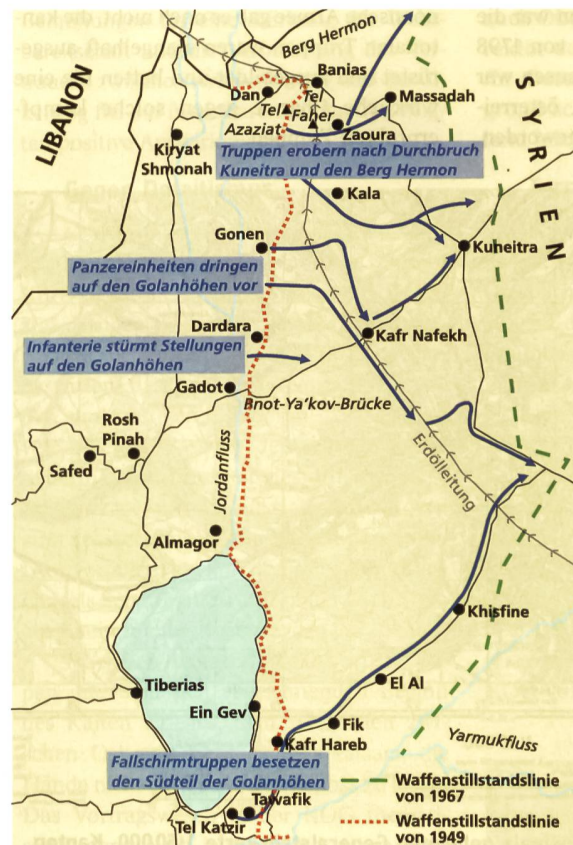 Berg Hermon
Banias
Dan
Massadah
Tel
Tel
Faher
LIBANON
SYRIEN
Azaziat
Zaoura
Kiryat
Shmonah
Truppen erobern nach Durchbruch
Kuneitra und den Berg Hermon
Kala
Gonen
Kuneitra
Panzereinheiten dringen
auf den Golanhöhen vor
Dardara
Kafr Nafekh
Infanterie stürmt Stellungen
auf den Golanhöhen
Gadot
Bnot-Ya‘kov-Brücke
Rosh
Pinah
Safed
Erdölleitung
Jordanfluss
Almagor
Khisfine
Tiberias
El Al
Ein Gev
Fik
Kafr Hareb
Yarmukfluss
Fallschirmtruppen besetzen
den Südteil der Golanhöhen
Tawafik
Tel Katzir
Waffenstillstandslinie
von 1967
Waffenstillstandslinie
von 1949